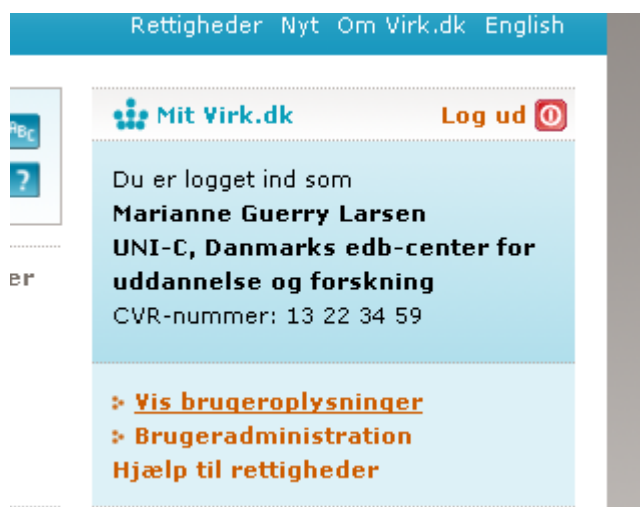 Rettigheder Nyt Om Virk.dk English
ABC
?
er
Mit Virk.dk Log ud
Du er logget ind som
Marianne Guerry Larsen
UNI-C, Danmarks edb-center for
uddannelse og forskning
CVR-nummer: 13 22 34 59
Vis brugeroplysninger
Brugeradministration
Hjælp til rettigheder